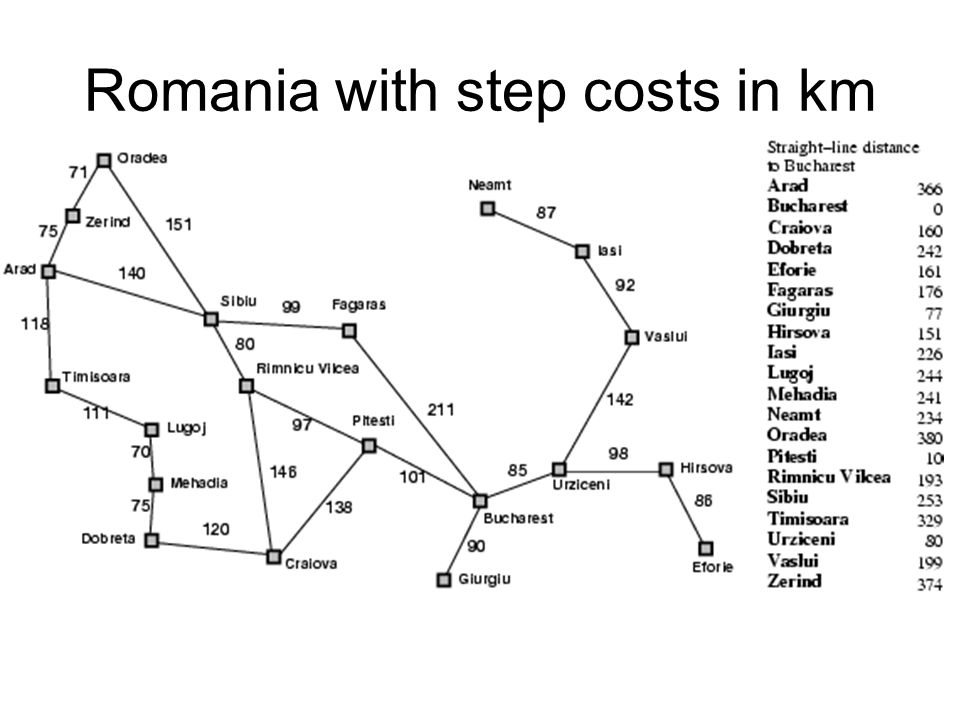 Romania with step costs in km
Oradea
71
Zerind
151
75
Arad
140
118
Sibiu
99
Fagaras
80
Timisoara
Rimnicu Vilcea
111
Lugoj
97
Pitesti
211
70
Mehadia
146
101
75
138
Dobreta
120
Craiova
Neamt
87
Iasi
92
Vaslui
142
98
Hirsova
85
Urziceni
86
Bucharest
90
Giurgiu
Eforie
Straight–line distance
to Bucharest
Arad 366
Bucharest 0
Craiova 160
Dobreta 242
Eforie 161
Fagaras 176
Giurgiu 77
Hirsova 151
Iasi 226
Lugoj 244
Mehadia 241
Neamt 234
Oradea 380
Pitesti 10
Rimnicu Vilcea 193
Sibiu 253
Timisoara 329
Urziceni 80
Vaslui 199
Zerind 374